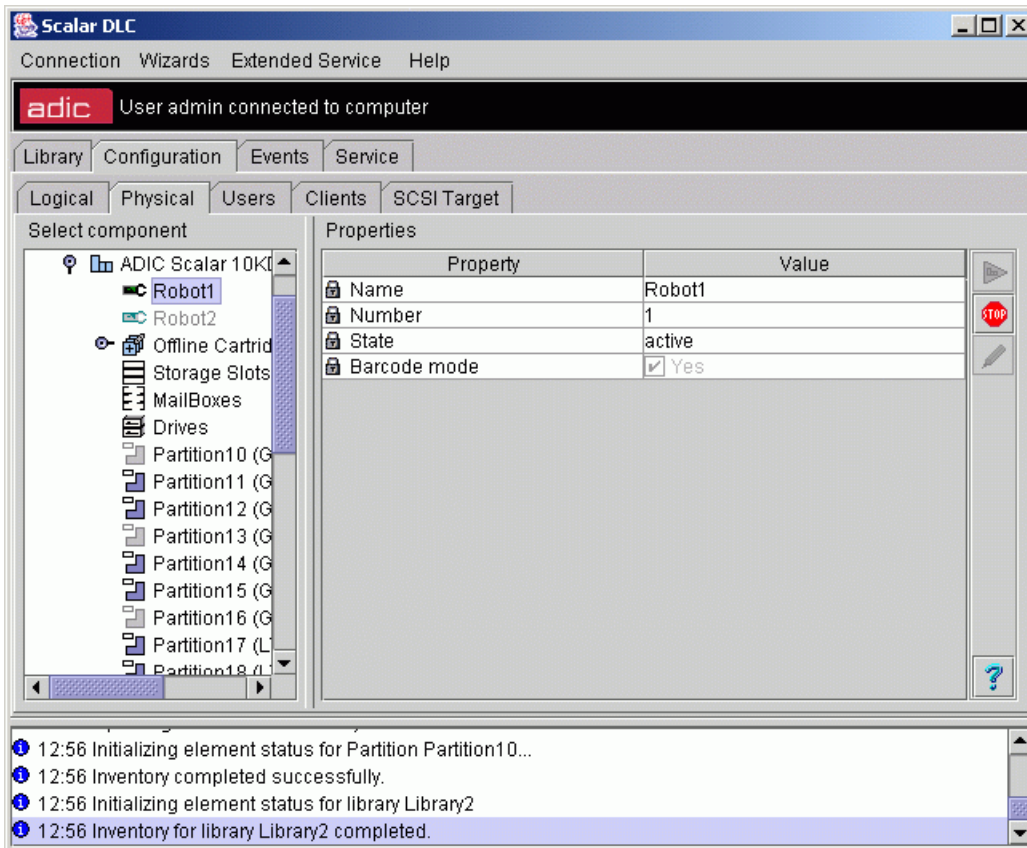 Scalar DLC
Connection Wizards Extended Service Help
adic User admin connected to computer
Library Configuration Events Service
Logical Physical Users Clients SCSI Target
Select component
Properties
ADIC Scalar 10K
Robot1
Robot2
Offline Cartrid
Storage Slots
MailBoxes
Drives
Partition10 (G
Partition11 (G
Partition12 (G
Partition13 (G
Partition14 (G
Partition15 (G
Partition16 (G
Partition17 (L
Partition18 (L
Property Value
Name Robot1
Number 1
State active
Barcode mode Yes
STOP
?
12:56 Initializing element status for Partition Partition10...
12:56 Inventory completed successfully.
12:56 Initializing element status for library Library2
12:56 Inventory for library Library2 completed.